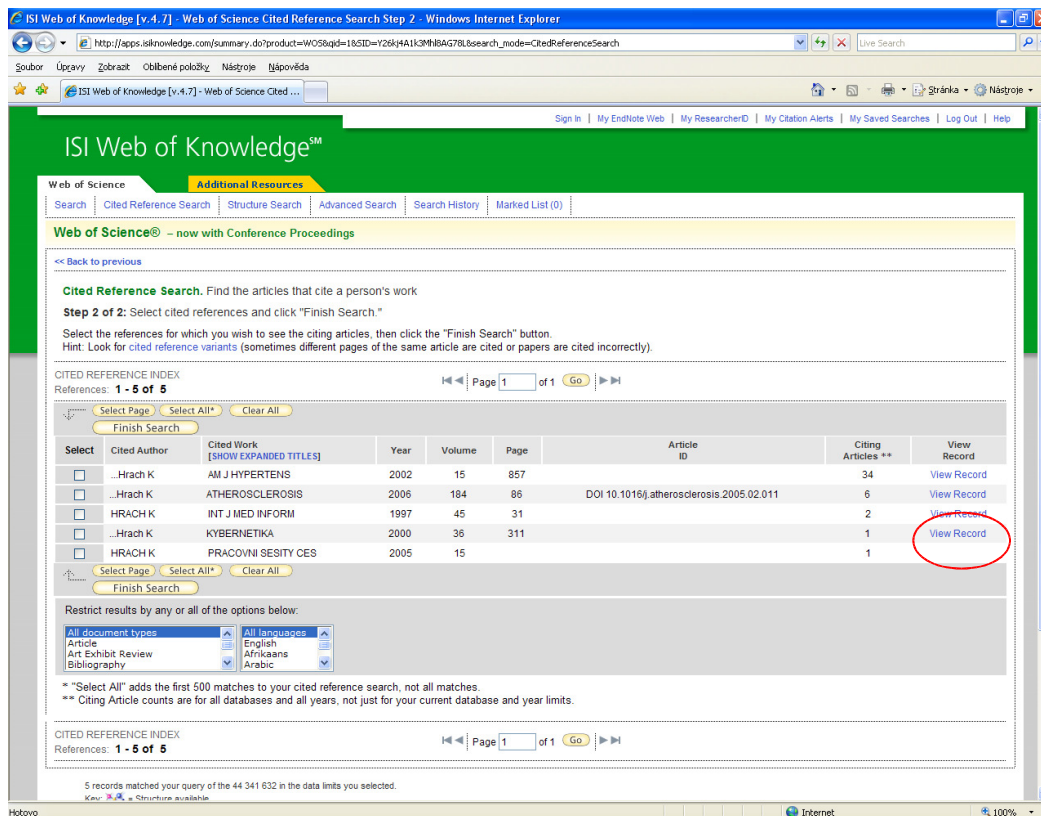 ISI Web of Knowledge [v.4.7] - Web of Science Cited Reference Search Step 2 - Windows Internet Explorer
http://apps.isiknowledge.com/summary.do?product=WOS&qid=1&SID=Y26kJ4A1k3Mhl8AG78L&search_mode=CitedReferenceSearch
Live Search
Soubor Úpravy Zobrazit Oblíbené položky Nástroje Nápověda
ISI Web of Knowledge [v.4.7] - Web of Science Cited ...
Stránka Nástroje
Sign In | My EndNote Web | My ResearcherID | My Citation Alerts | My Saved Searches | Log Out | Help
ISI Web of Knowledge℠
Web of Science Additional Resources
Search Cited Reference Search Structure Search Advanced Search Search History Marked List (0)
Web of Science® – now with Conference Proceedings
<< Back to previous
Cited Reference Search. Find the articles that cite a person's work
Step 2 of 2: Select cited references and click "Finish Search."
Select the references for which you wish to see the citing articles, then click the "Finish Search" button.
Hint: Look for cited reference variants (sometimes different pages of the same article are cited or papers are cited incorrectly).
CITED REFERENCE INDEX
References: 1 - 5 of 5
Page 1 of 1 Go
Select Page Select All* Clear All
Finish Search
Select Cited Author Cited Work [SHOW EXPANDED TITLES] Year Volume Page Article ID Citing Articles ** View Record
...Hrach K AM J HYPERTENS 2002 15 857 34 View Record
...Hrach K ATHEROSCLEROSIS 2006 184 86 DOI 10.1016/j.atherosclerosis.2005.02.011 6 View Record
HRACH K INT J MED INFORM 1997 45 31 2 View Record
...Hrach K KYBERNETIKA 2000 36 311 1 View Record
HRACH K PRACOVNI SESITY CES 2005 15 1
Select Page Select All* Clear All
Finish Search
Restrict results by any or all of the options below:
All document types All languages
Article English
Art Exhibit Review Afrikaans
Bibliography Arabic
* "Select All" adds the first 500 matches to your cited reference search, not all matches.
** Citing Article counts are for all databases and all years, not just for your current database and year limits.
CITED REFERENCE INDEX
References: 1 - 5 of 5
Page 1 of 1 Go
5 records matched your query of the 44 341 632 in the data limits you selected.
Key: = Structure available
Hotovo Internet 100%